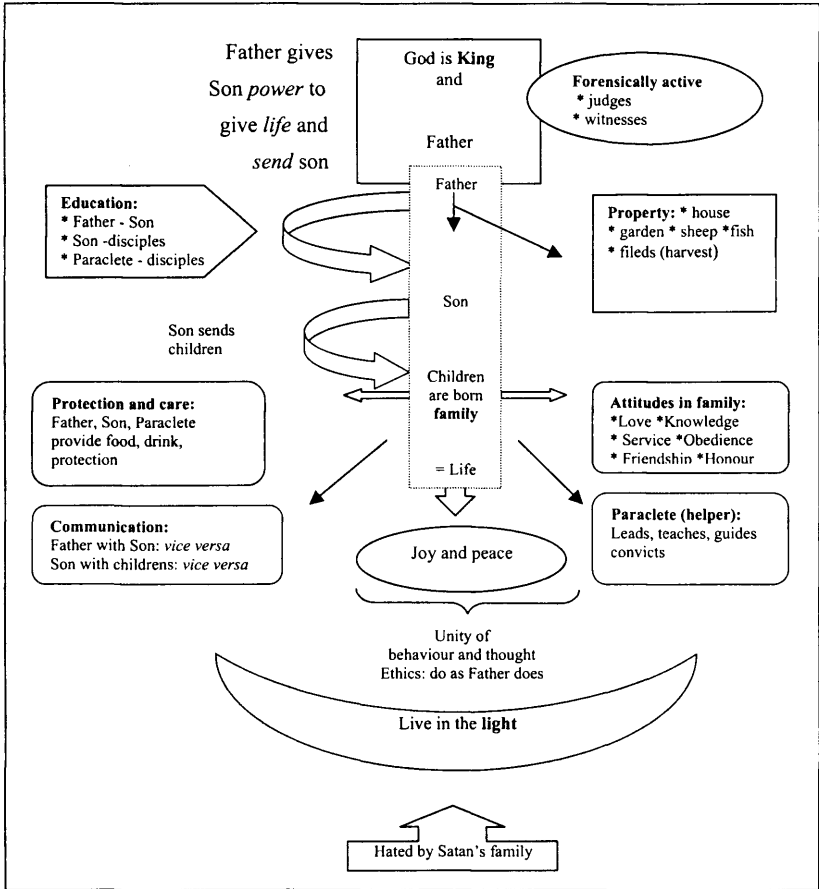 Father gives
Son power to
give life and
send son
God is King
and
Father
Forensically active
* judges
* witnesses
Father
Education:
* Father - Son
* Son -disciples
* Paraclete - disciples
Property: * house
* garden * sheep *fish
* fileds (harvest)
Son
Son sends
children
Children
are born
family
= Life
Protection and care:
Father, Son, Paraclete
provide food, drink,
protection
Attitudes in family:
*Love *Knowledge
* Service *Obedience
* Friendship *Honour
Communication:
Father with Son: vice versa
Son with childrens: vice versa
Paraclete (helper):
Leads, teaches, guides
convicts
Joy and peace
Unity of
behaviour and thought
Ethics: do as Father does
Live in the light
Hated by Satan's family